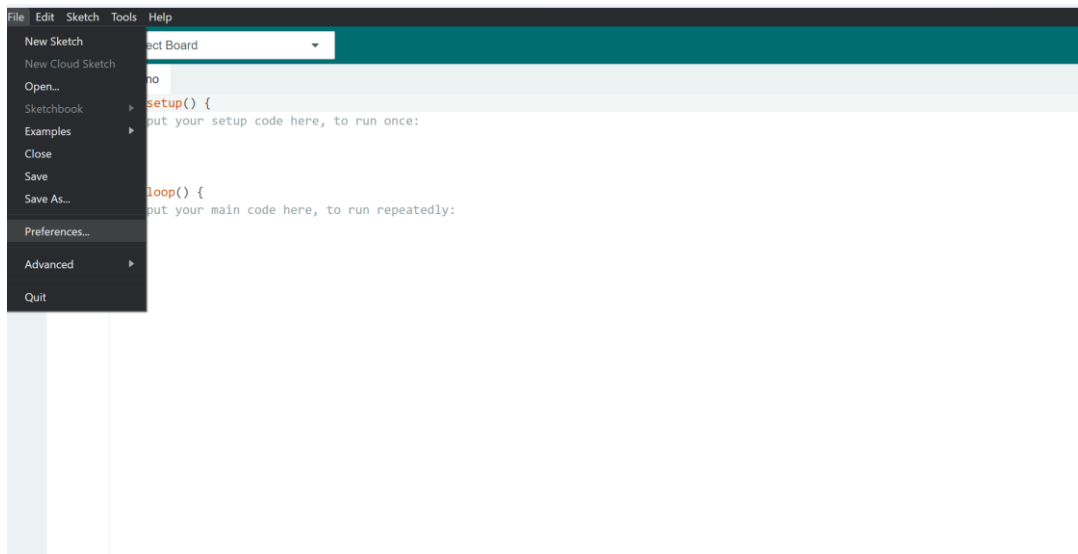 File Edit Sketch Tools Help
New Sketch
New Cloud Sketch
Open...
Sketchbook
Examples
Close
Save
Save As...
Preferences...
Advanced
Quit
ect Board
no
setup() {
put your setup code here, to run once:
loop() {
put your main code here, to run repeatedly: